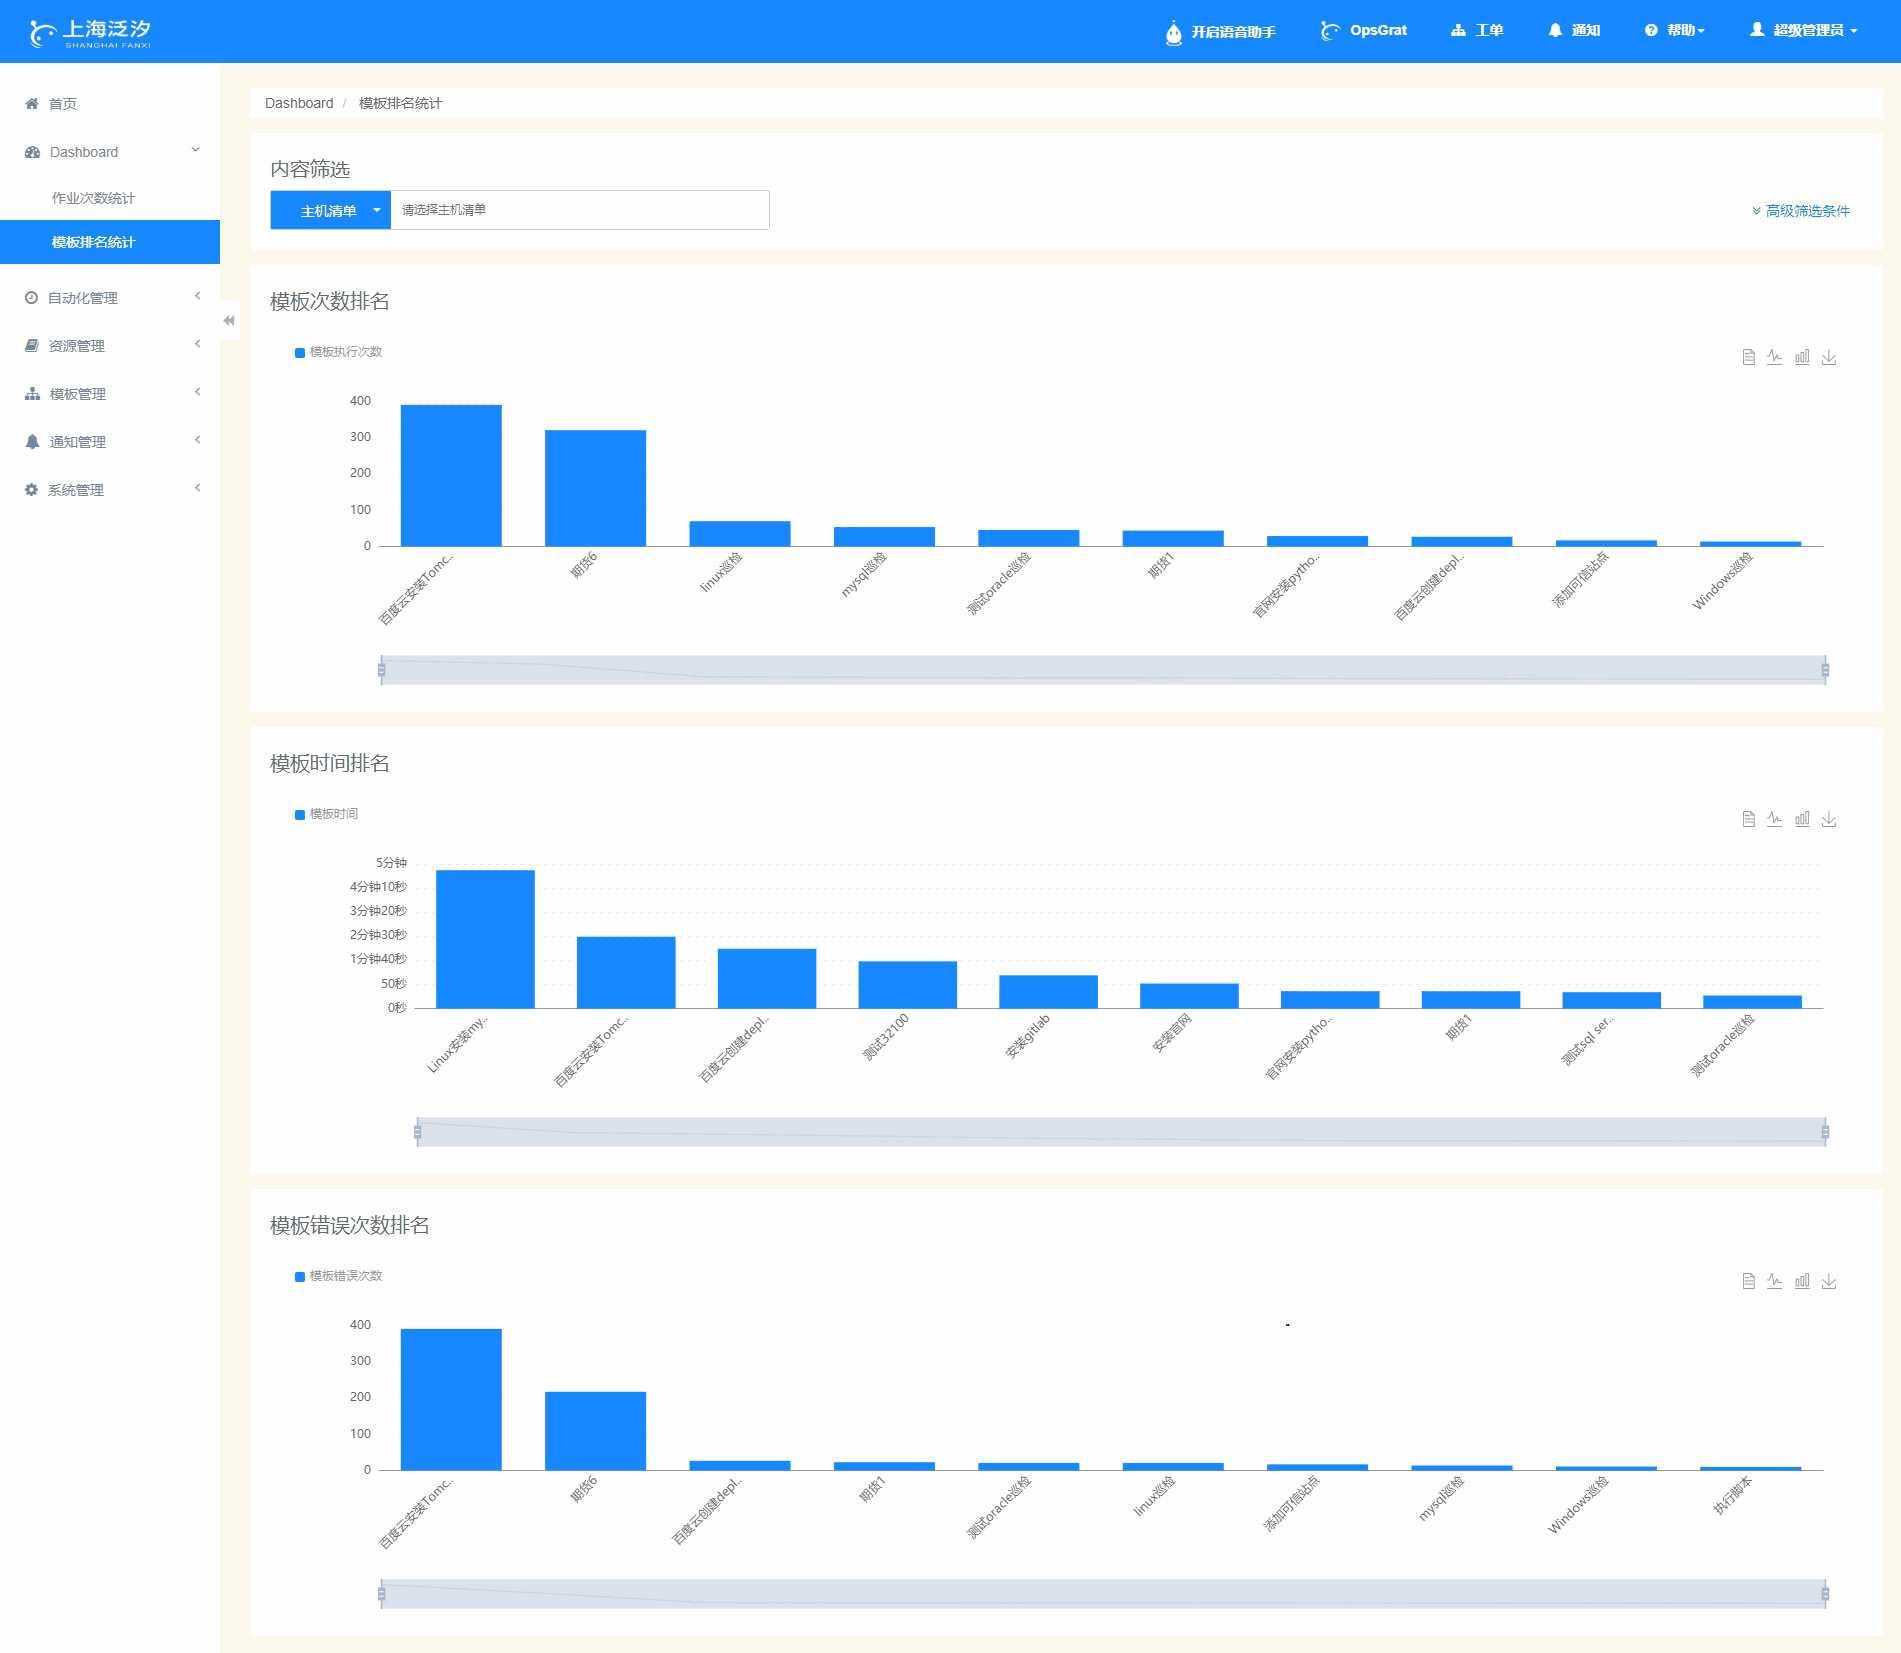 上海泛汐
SHANGHAI FANXI
开启语音助手
OpsGrat
工单
通知
帮助
超级管理员
首页
Dashboard
作业次数统计
模板排名统计
自动化管理
资源管理
模板管理
通知管理
系统管理
Dashboard / 模板排名统计
内容筛选
主机清单
请选择主机清单
高级筛选条件
模板次数排名
模板执行次数
400
300
200
100
0
百度云安装Tomc..
期货6
linux巡检
mysql巡检
测试oracle巡检
期货1
官网安装pytho..
百度云创建depl..
添加可信站点
Windows巡检
模板时间排名
模板时间
5分钟
4分钟10秒
3分钟20秒
2分钟30秒
1分钟40秒
50秒
0秒
Linux安装my..
百度云安装Tomc..
百度云创建depl..
测试32100
安装gitlab
安装官网
官网安装pytho..
期货1
测试sql ser..
测试oracle巡检
模板错误次数排名
模板错误次数
400
300
200
100
0
百度云安装Tomc..
期货6
百度云创建depl..
期货1
测试oracle巡检
linux巡检
添加可信站点
mysql巡检
Windows巡检
执行脚本